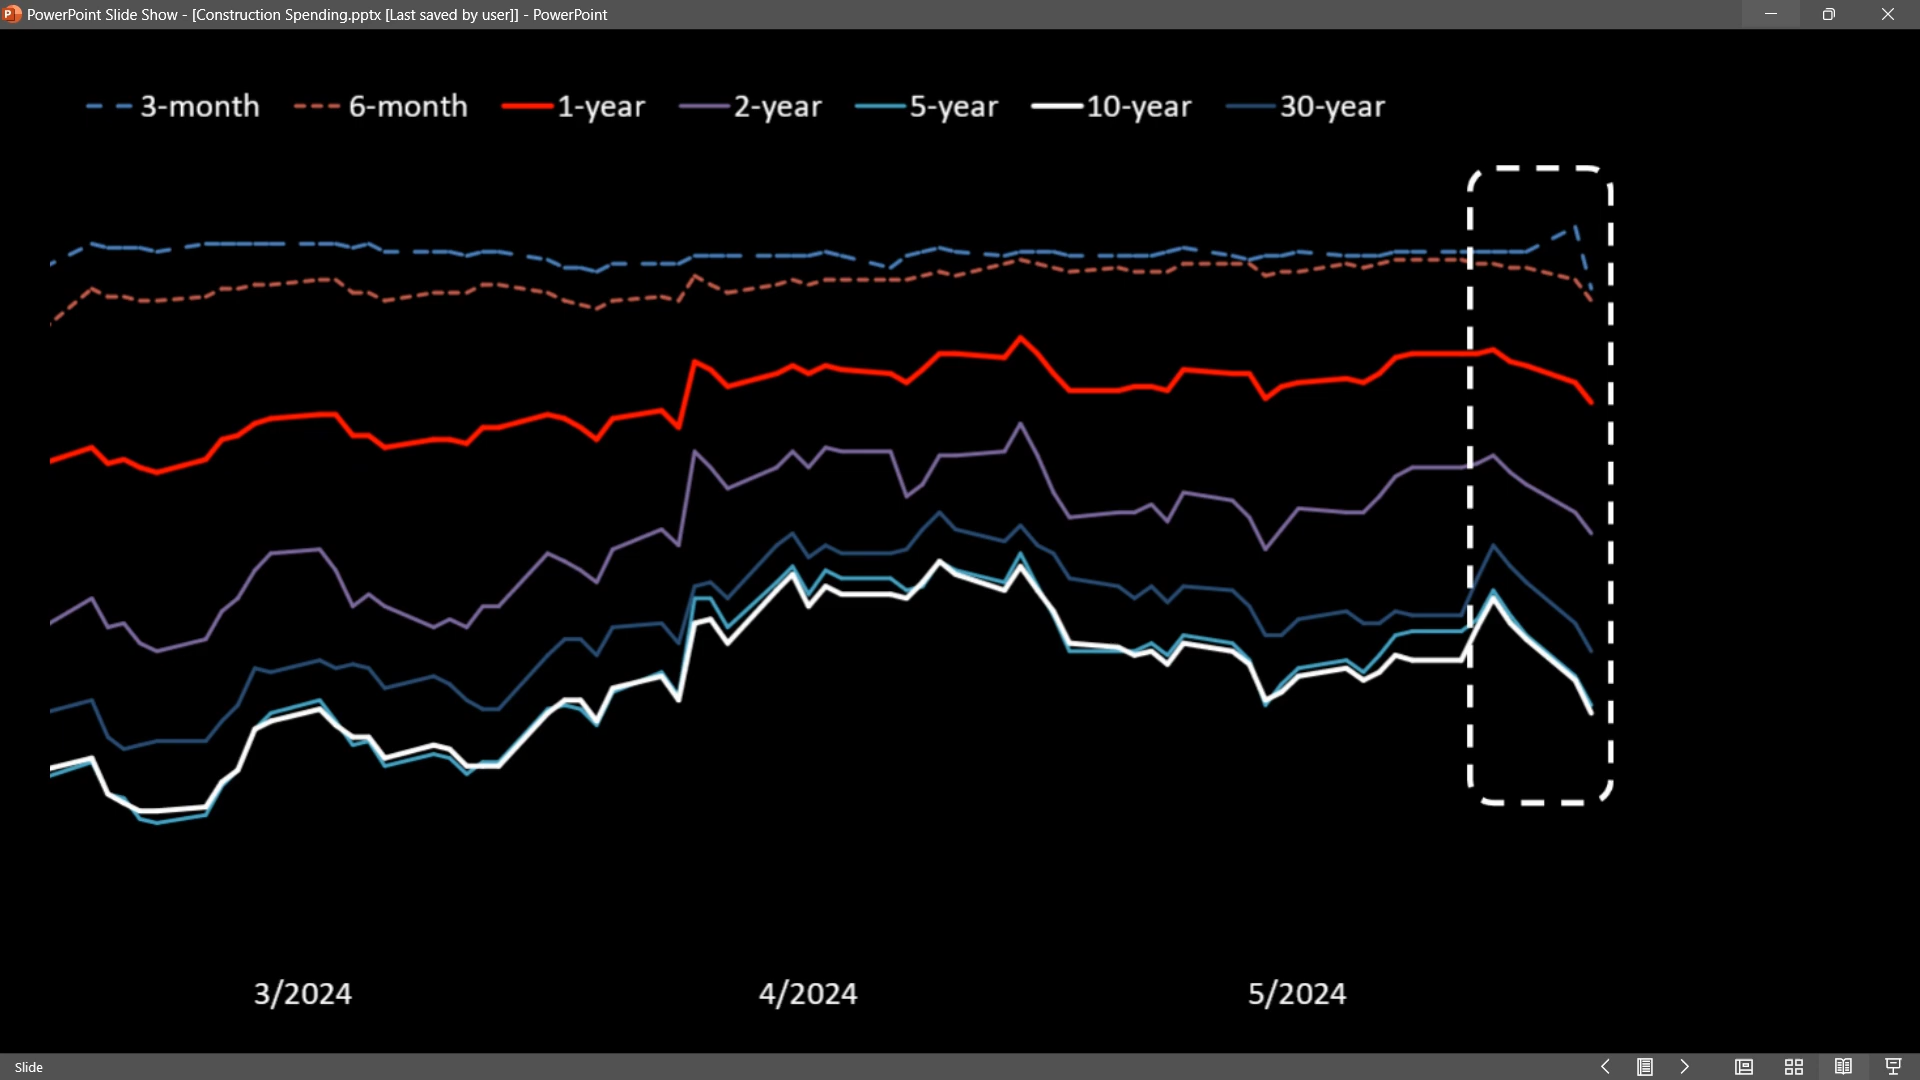 PowerPoint Slide Show - [Construction Spending.pptx [Last saved by user]] - PowerPoint
3-month 6-month 1-year 2-year 5-year 10-year 30-year
3/2024 4/2024 5/2024
Slide